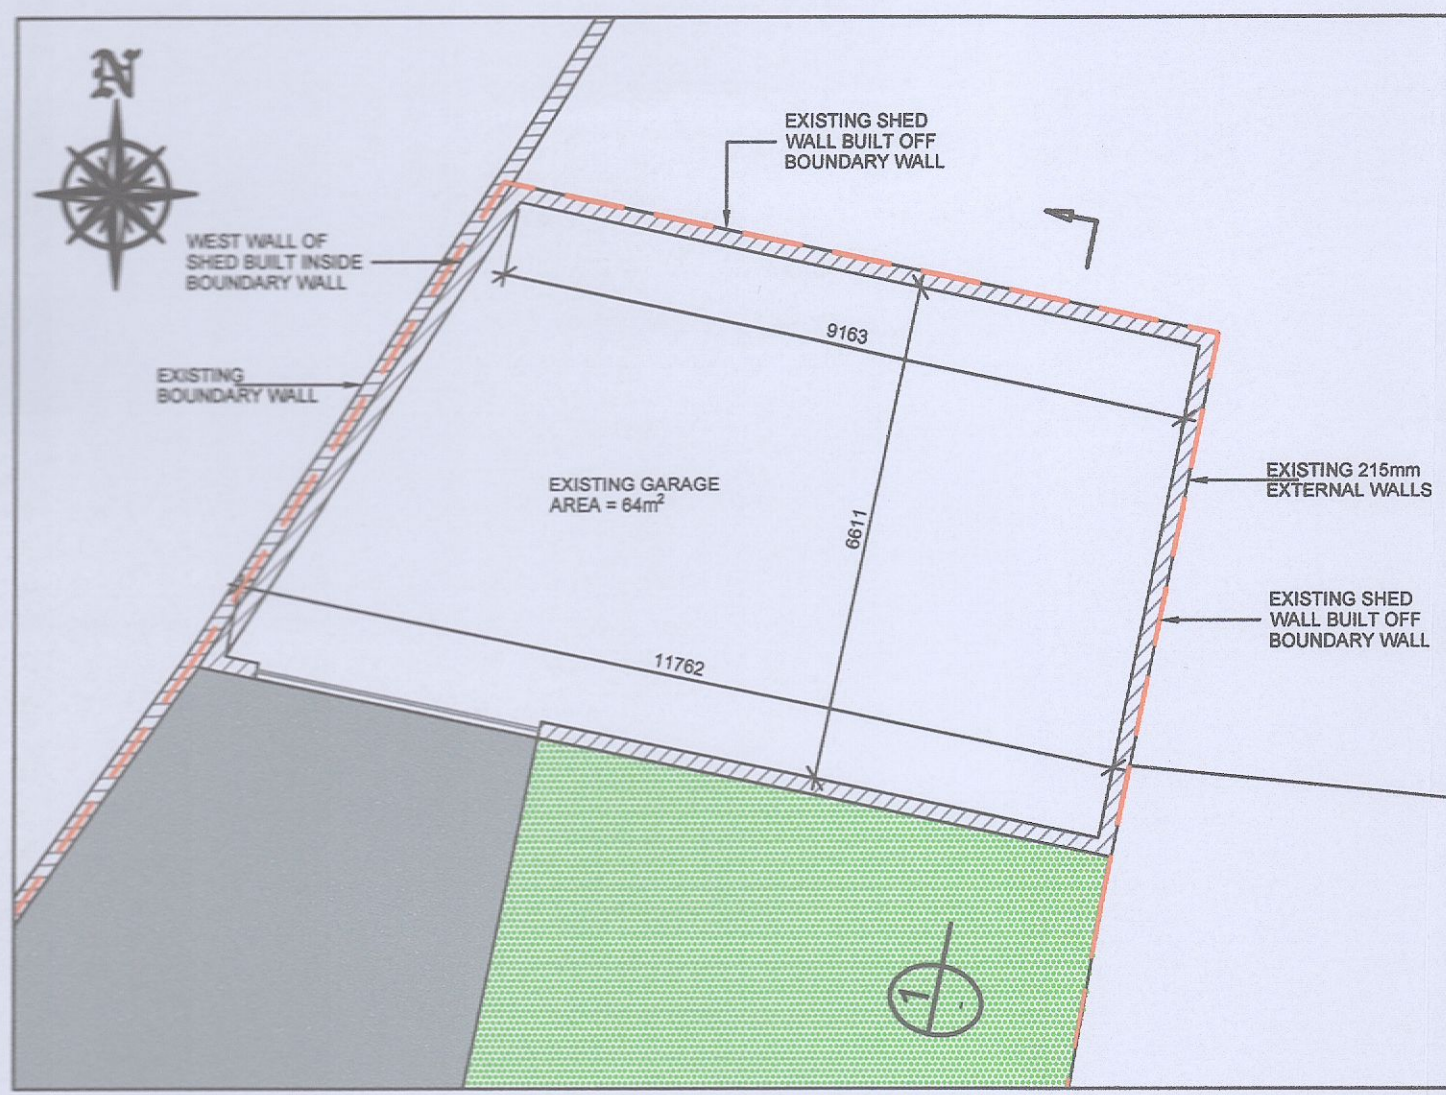 N
EXISTING SHED
WALL BUILT OFF
BOUNDARY WALL
WEST WALL OF
SHED BUILT INSIDE
BOUNDARY WALL
9163
EXISTING
BOUNDARY WALL
EXISTING 215mm
EXTERNAL WALLS
EXISTING GARAGE
AREA = 64m²
6611
EXISTING SHED
WALL BUILT OFF
BOUNDARY WALL
11762
1
-